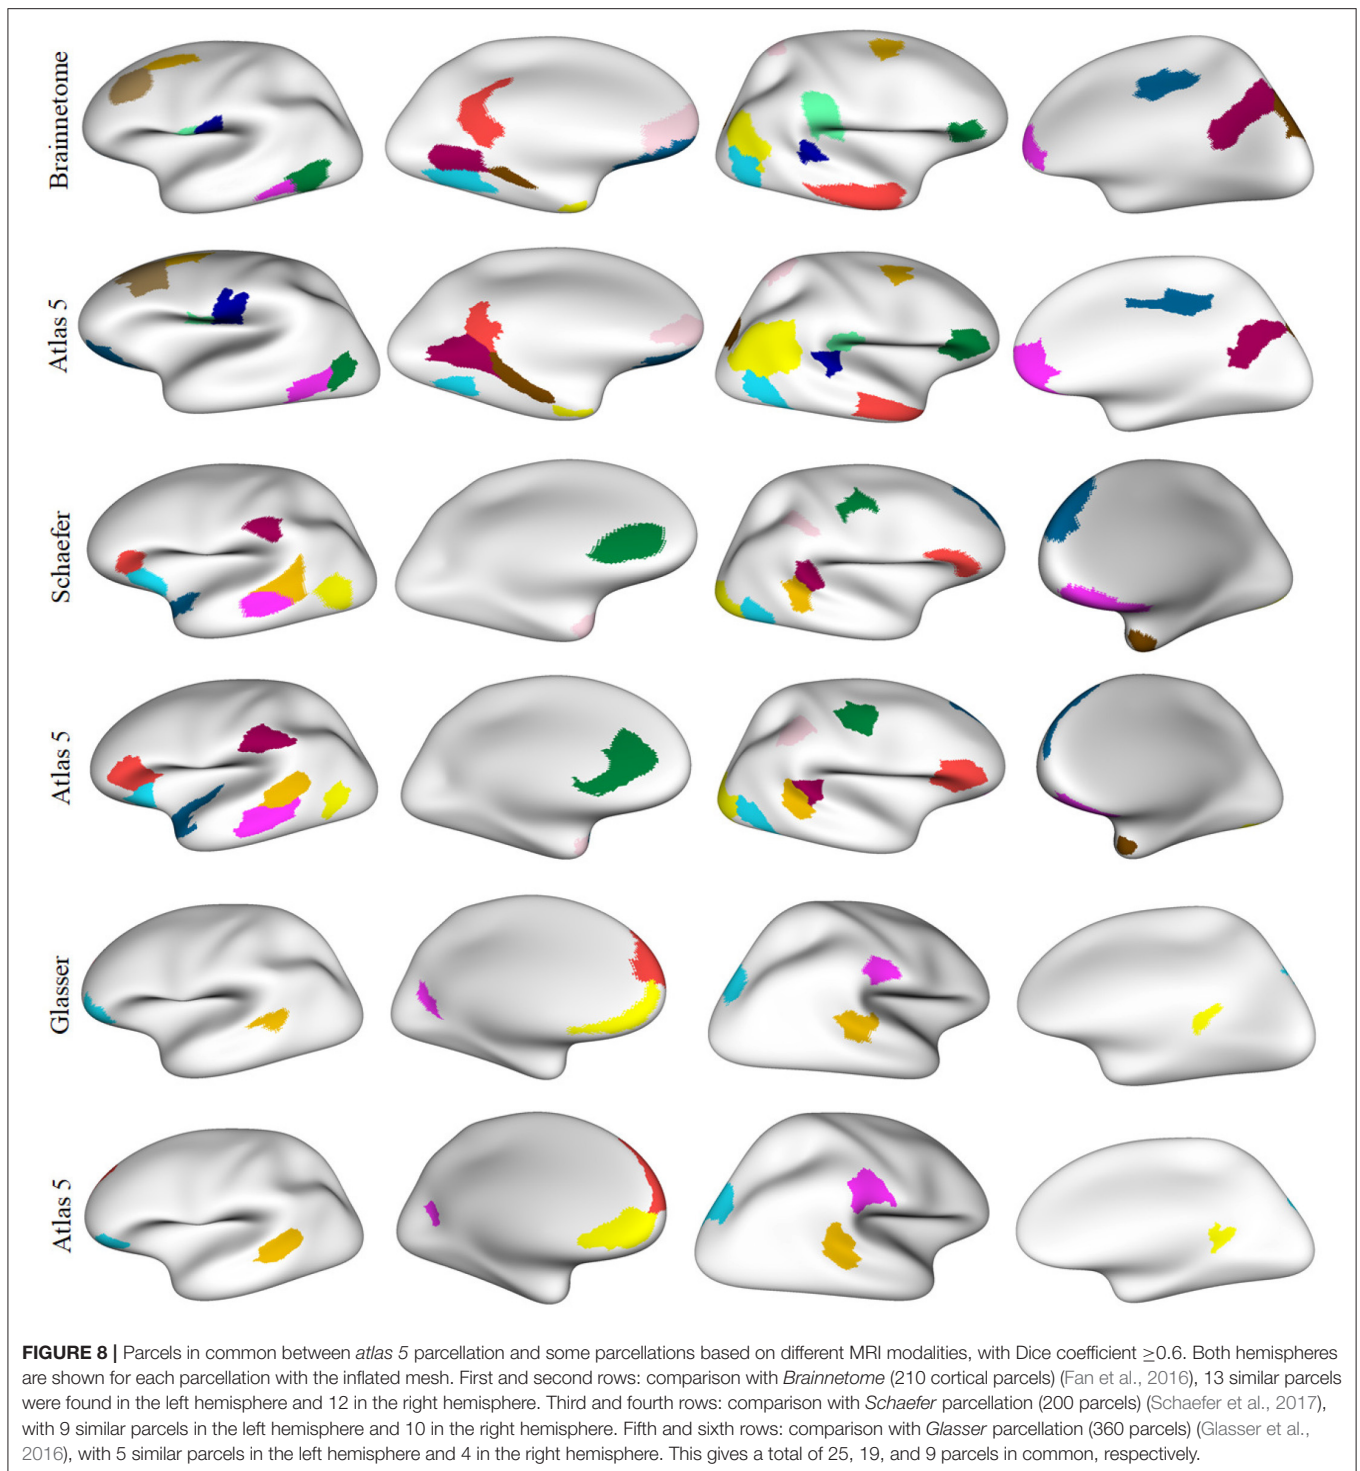 Brainnetome
Atlas 5
Schaefer
Atlas 5
Glasser
Atlas 5
FIGURE 8 | Parcels in common between atlas 5 parcellation and some parcellations based on different MRI modalities, with Dice coefficient ≥0.6. Both hemispheres
are shown for each parcellation with the inflated mesh. First and second rows: comparison with Brainnetome (210 cortical parcels) (Fan et al., 2016), 13 similar parcels
were found in the left hemisphere and 12 in the right hemisphere. Third and fourth rows: comparison with Schaefer parcellation (200 parcels) (Schaefer et al., 2017),
with 9 similar parcels in the left hemisphere and 10 in the right hemisphere. Fifth and sixth rows: comparison with Glasser parcellation (360 parcels) (Glasser et al.,
2016), with 5 similar parcels in the left hemisphere and 4 in the right hemisphere. This gives a total of 25, 19, and 9 parcels in common, respectively.